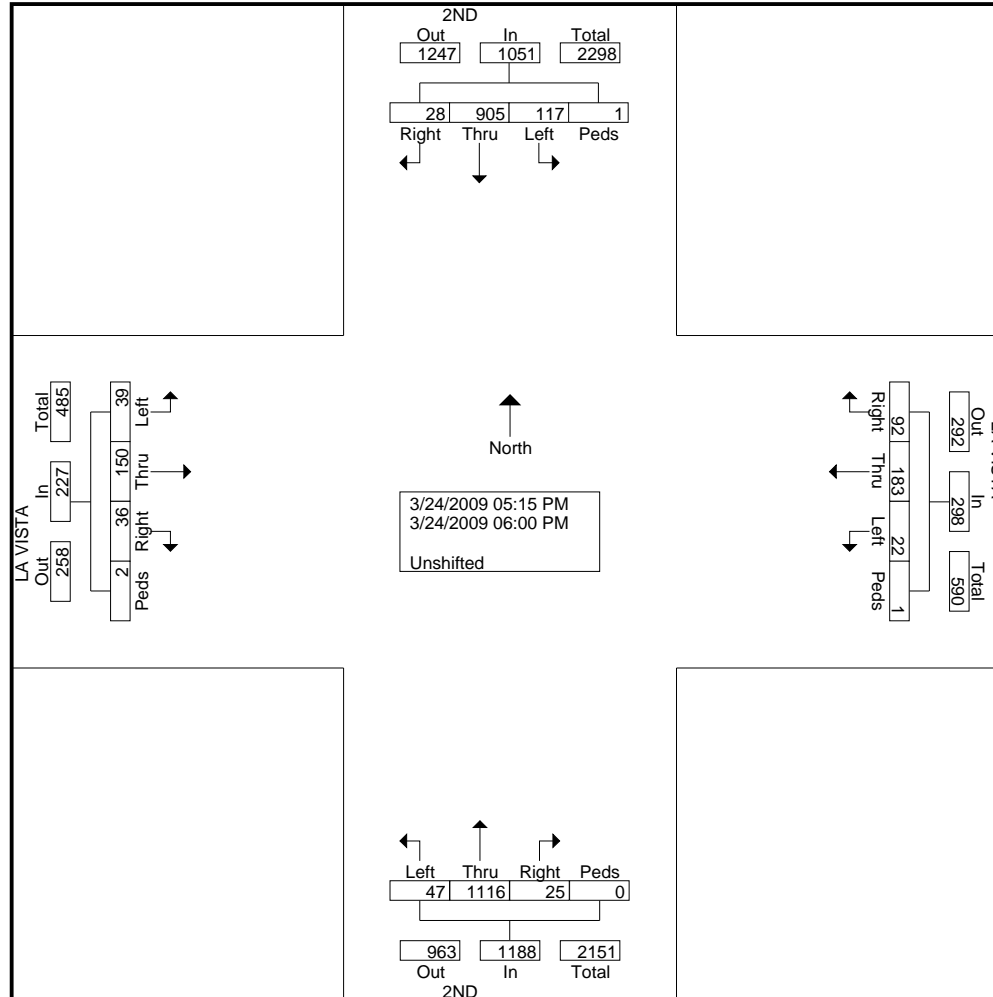 2ND
Out In Total
1247 1051 2298
28 905 117 1
Right Thru Left Peds
LA VISTA
Total In Out
485 227 258
39 150 36 2
Left Thru Right Peds
North
3/24/2009 05:15 PM
3/24/2009 06:00 PM
Unshifted
Right Thru Left Peds
92 183 22 1
292 298 590
Out In Total
Left Thru Right Peds
47 1116 25 0
963 1188 2151
Out In Total
2ND